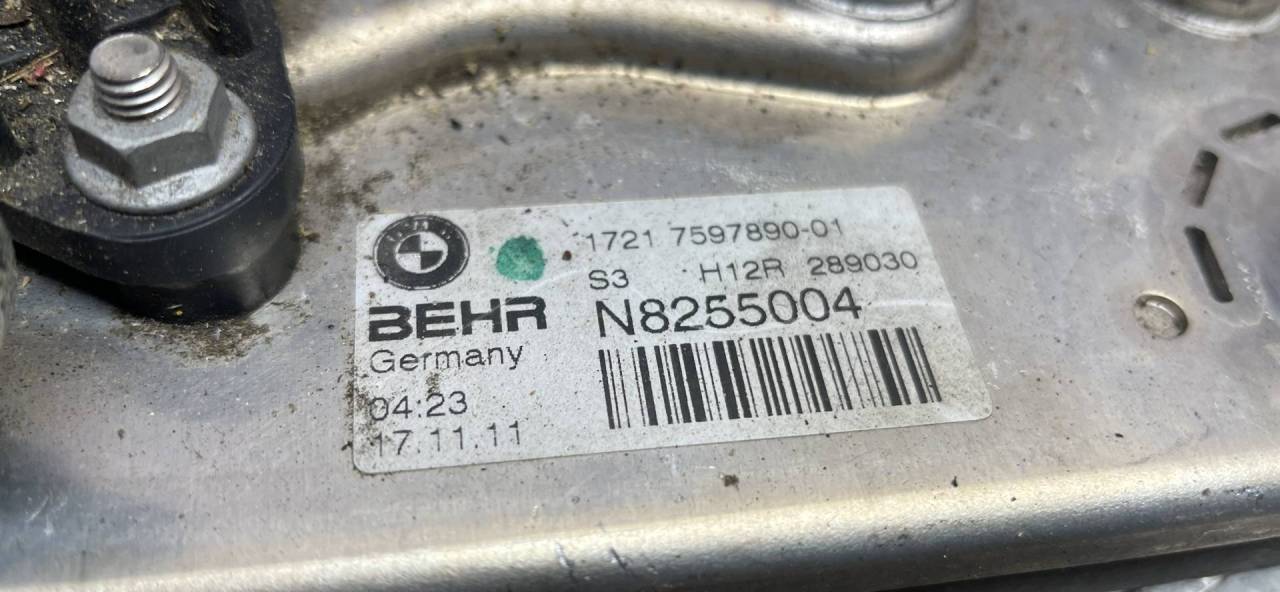 1721 7597890-01
S3 H12R 289030
BEHR N8255004
Germany
04:23
17.11.11